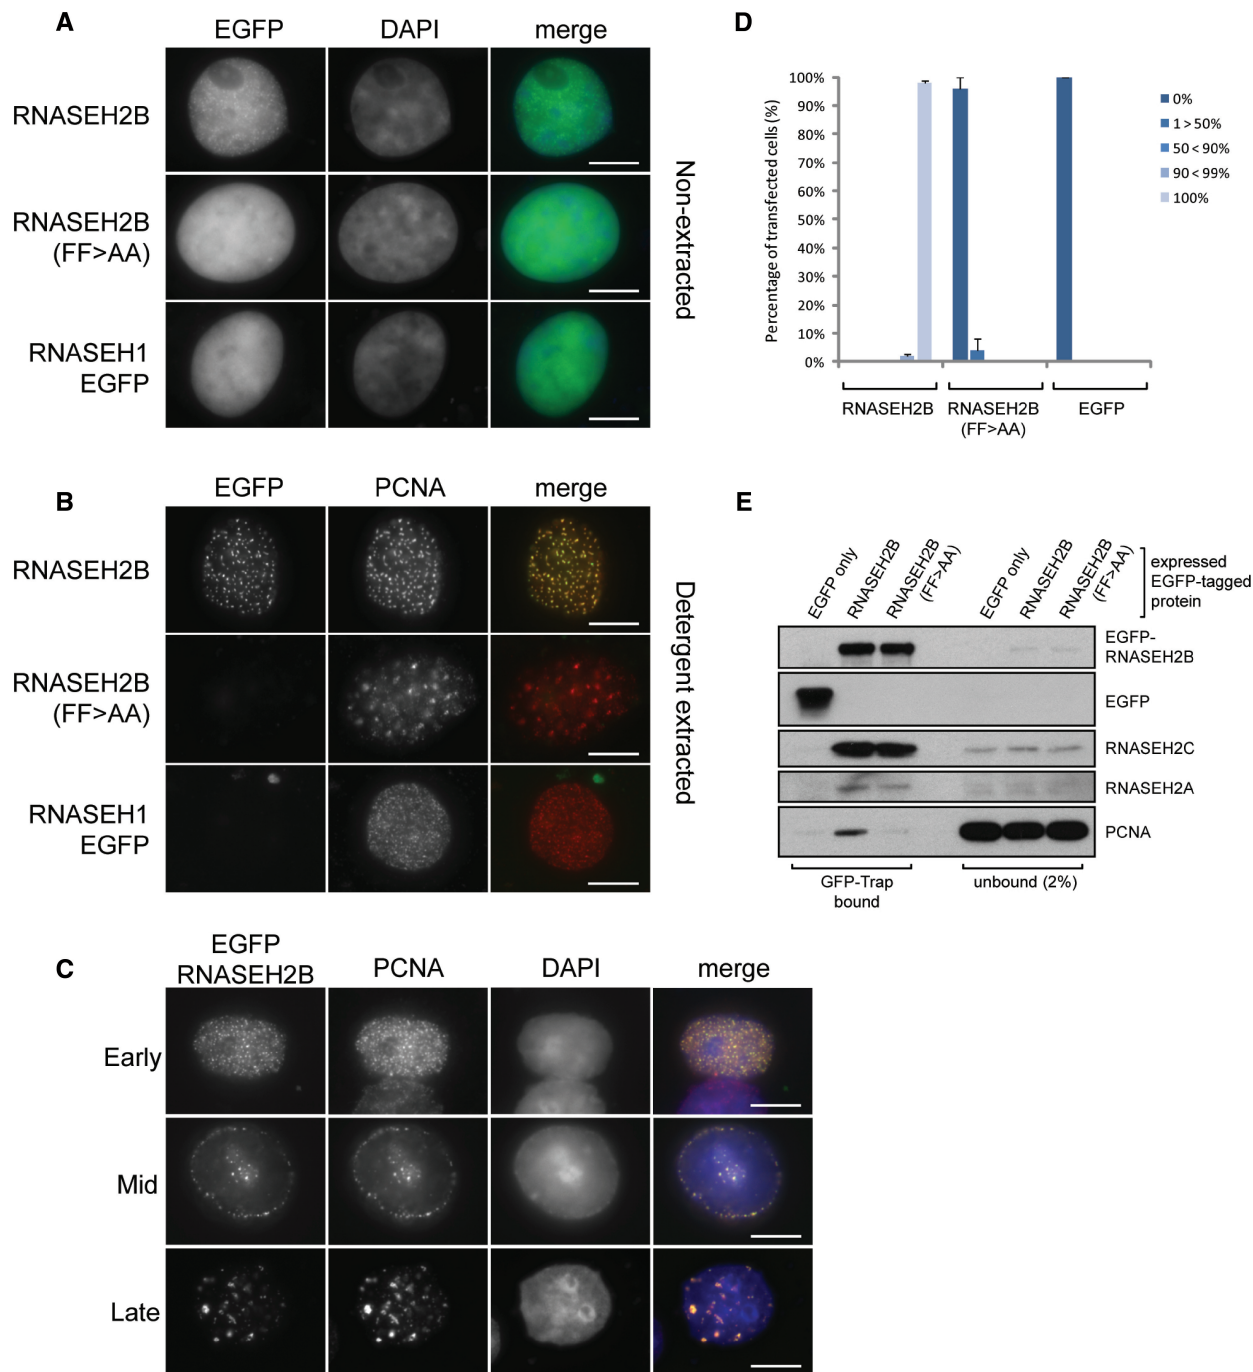 A
EGFP
DAPI
merge
RNASEH2B
RNASEH2B
(FF>AA)
RNASEH1
EGFP
Non-extracted
B
EGFP
PCNA
merge
RNASEH2B
RNASEH2B
(FF>AA)
RNASEH1
EGFP
Detergent extracted
C
EGFP
RNASEH2B
PCNA
DAPI
merge
Early
Mid
Late
D
Percentage of transfected cells (%)
100%
90%
80%
70%
60%
50%
40%
30%
20%
10%
0%
0%
1 > 50%
50 < 90%
90 < 99%
100%
RNASEH2B
RNASEH2B
(FF>AA)
EGFP
E
EGFP only
RNASEH2B
RNASEH2B
(FF>AA)
EGFP only
RNASEH2B
RNASEH2B
(FF>AA)
expressed
EGFP-tagged
protein
EGFP-
RNASEH2B
EGFP
RNASEH2C
RNASEH2A
PCNA
GFP-Trap
bound
unbound (2%)